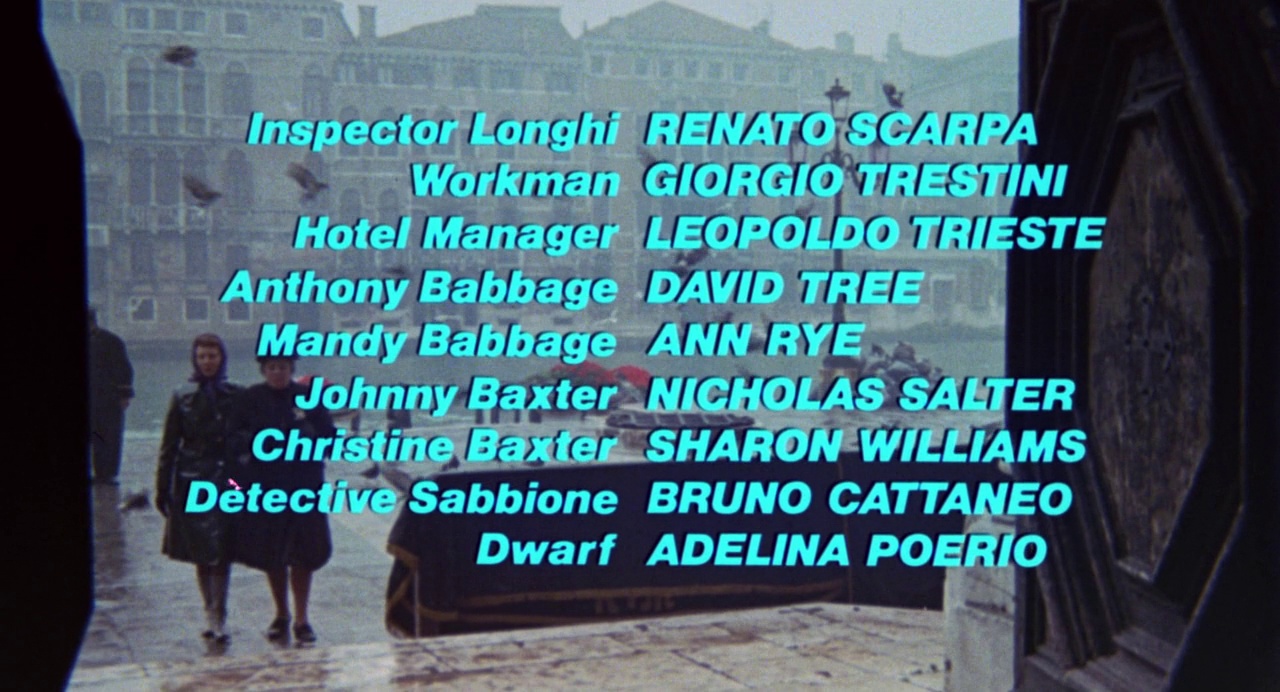 Inspector Longhi RENATO SCARPA
Workman GIORGIO TRESTINI
Hotel Manager LEOPOLDO TRIESTE
Anthony Babbage DAVID TREE
Mandy Babbage ANN RYE
Johnny Baxter NICHOLAS SALTER
Christine Baxter SHARON WILLIAMS
Detective Sabbione BRUNO CATTANEO
Dwarf ADELINA POERIO